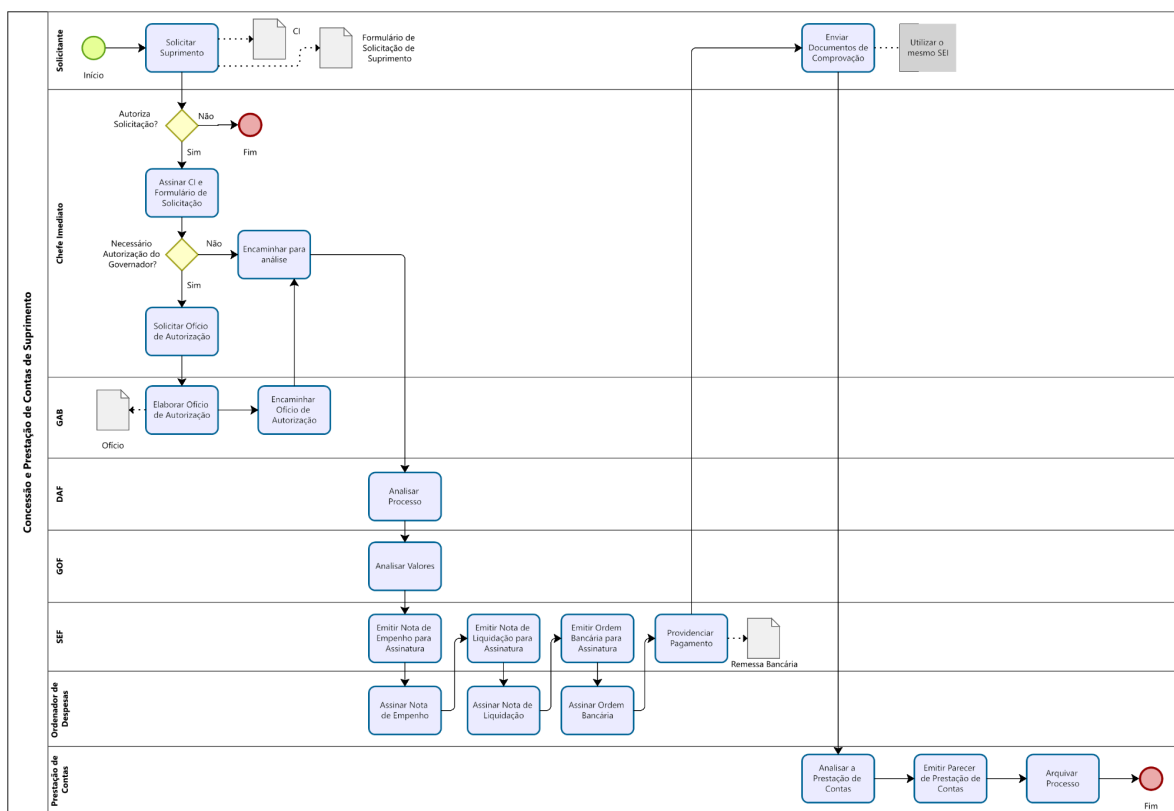 Concessão e Prestação de Contas de Suprimento
Solicitante
Início
Solicitar
Suprimento
CI
Formulário de
Solicitação de
Suprimento
Enviar
Documentos de
Comprovação
Utilizar o
mesmo SEI
Chefe Imediato
Autoriza
Solicitação?
Não
Fim
Sim
Assinar CI e
Formulário de
Solicitação
Necessário
Autorização do
Governador?
Não
Encaminhar para
análise
Sim
Solicitar Ofício
de Autorização
GAB
Ofício
Elaborar Ofício
de Autorização
Encaminhar
Ofício de
Autorização
DAF
Analisar
Processo
GOF
Analisar Valores
SEF
Emitir Nota de
Empenho para
Assinatura
Emitir Nota de
Liquidação para
Assinatura
Emitir Ordem
Bancária para
Assinatura
Providenciar
Pagamento
Remessa Bancária
Ordenador de
Despesas
Assinar Nota
de Empenho
Assinar Nota de
Liquidação
Assinar Ordem
Bancária
Prestação de
Contas
Analisar a
Prestação de
Contas
Emitir Parecer
de Prestação de
Contas
Arquivar
Processo
Fim